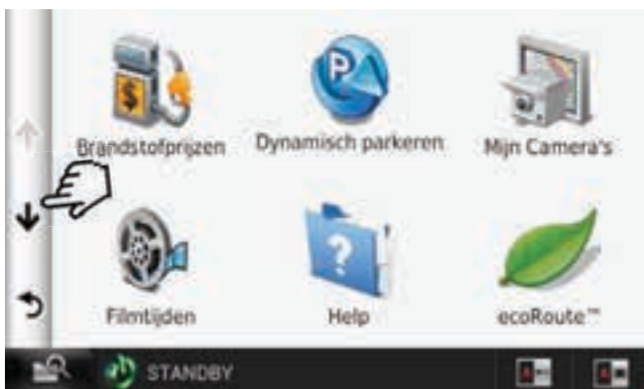 Brandstofprijzen
Dynamisch parkeren
Mijn Camera's
Filmtijden
Help
ecoRoute™
STANDBY